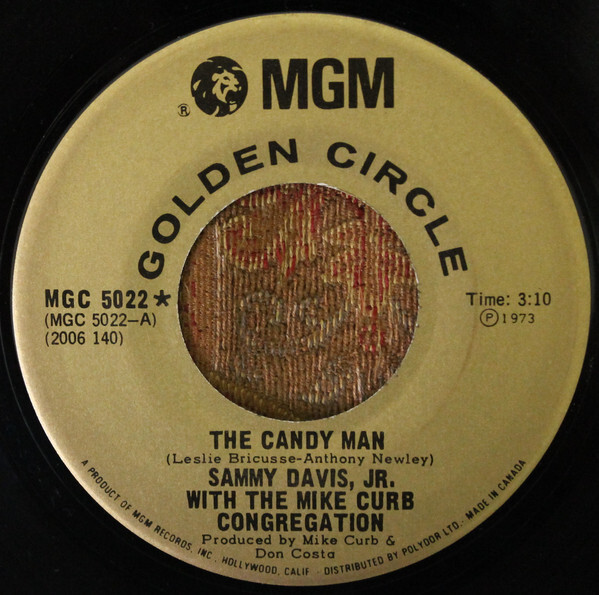 ® MGM
GOLDEN CIRCLE
MGC 5022★
(MGC 5022-A)
(2006 140)
Time: 3:10
Ⓟ1973
THE CANDY MAN
(Leslie Bricusse-Anthony Newley)
SAMMY DAVIS, JR.
WITH THE MIKE CURB
CONGREGATION
Produced by Mike Curb &
Don Costa
A PRODUCT OF MGM RECORDS, INC. HOLLYWOOD, CALIF - DISTRIBUTED BY POLYDOR LTD. - MADE IN CANADA